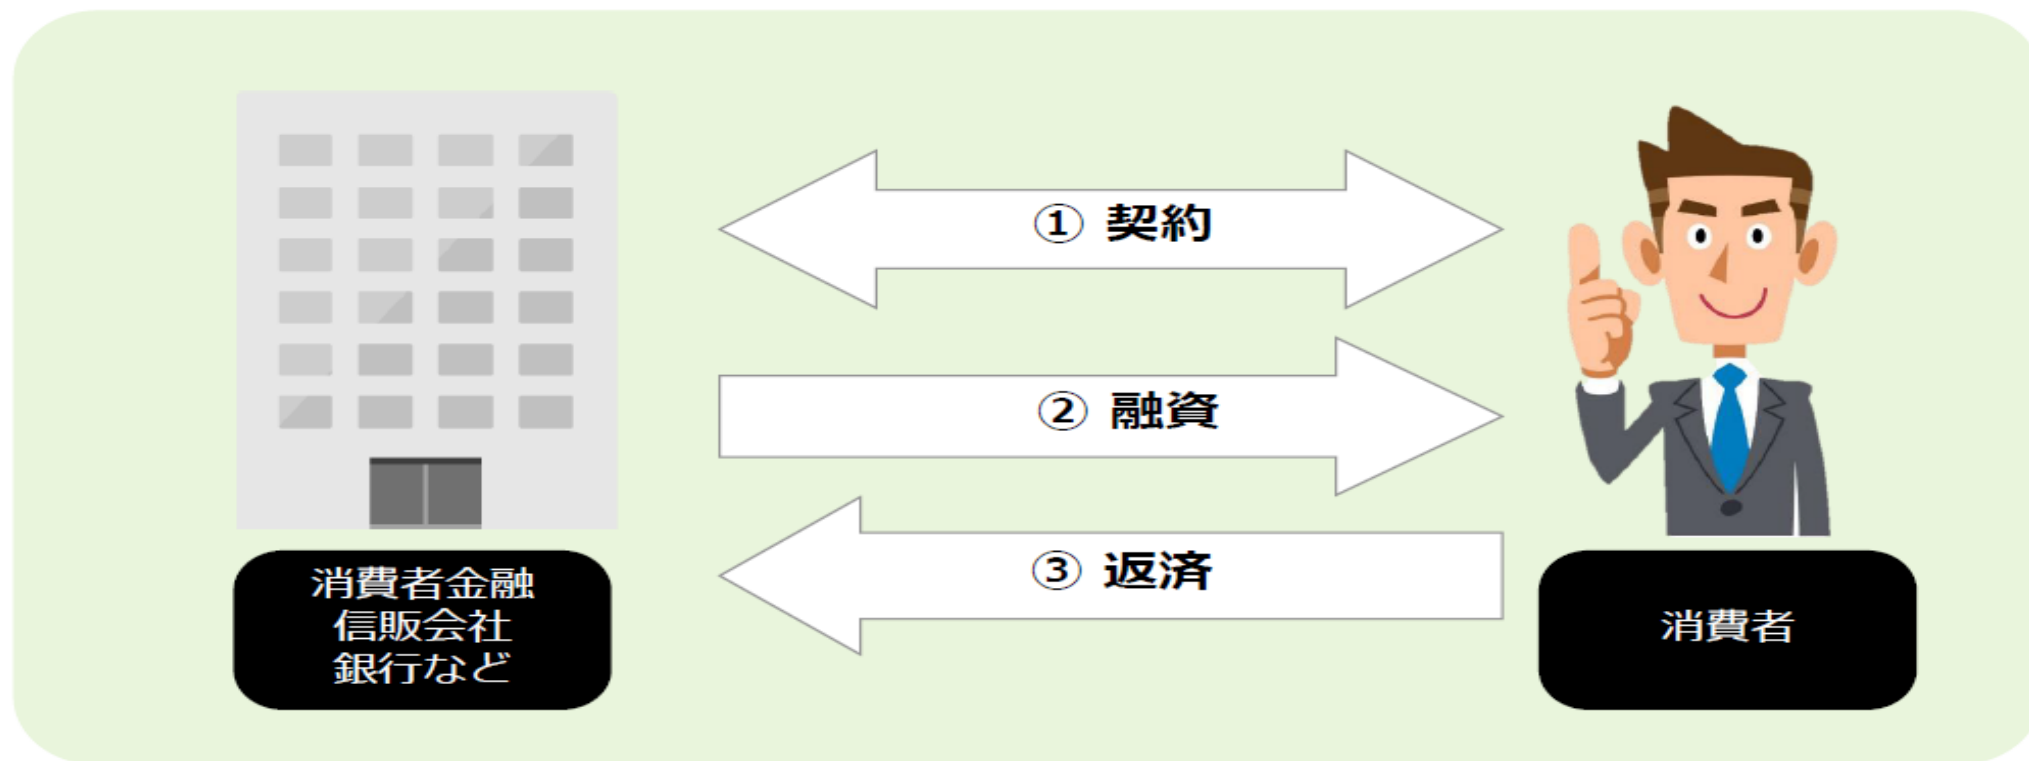 ① 契約
② 融資
③ 返済
消費者金融
信販会社
銀行など
消費者